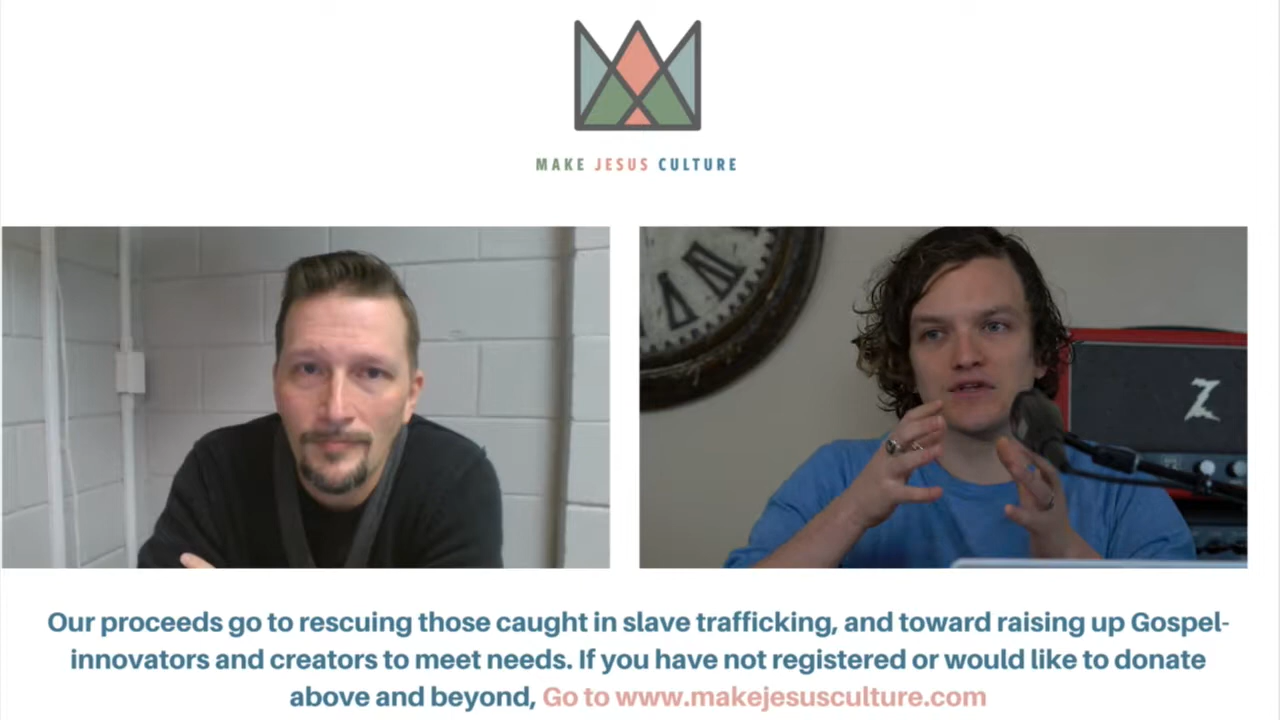 MAKE JESUS CULTURE
Z
Our proceeds go to rescuing those caught in slave trafficking, and toward raising up Gospel-
innovators and creators to meet needs. If you have not registered or would like to donate
above and beyond, Go to www.makejesusculture.com